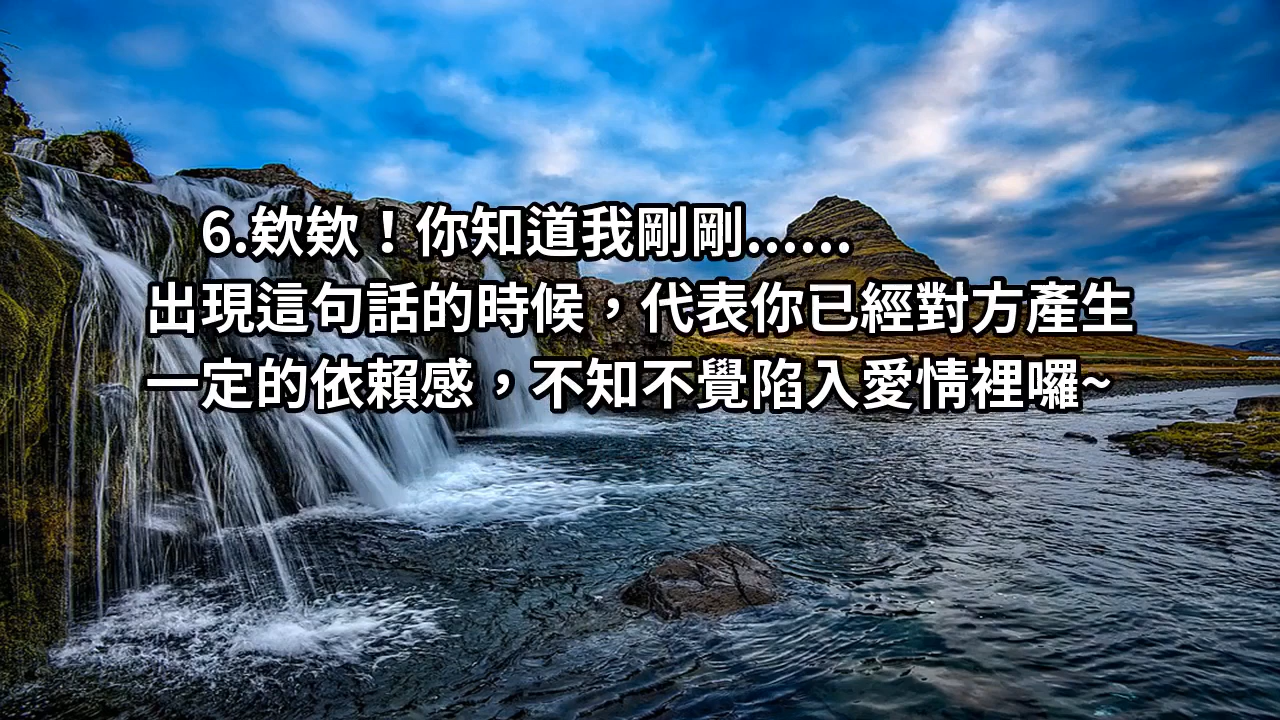 6.欸欸！你知道我剛剛......
出現這句話的時候，代表你已經對方產生
一定的依賴感，不知不覺陷入愛情裡囉~